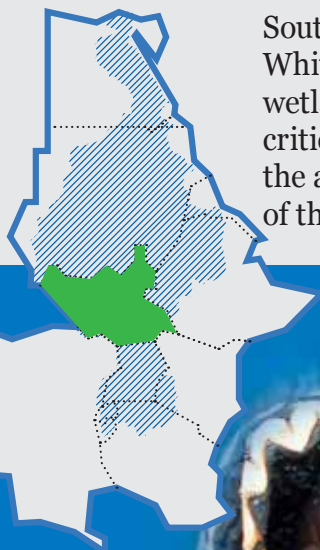 Sout
Whi
wetl
critic
the a
of th